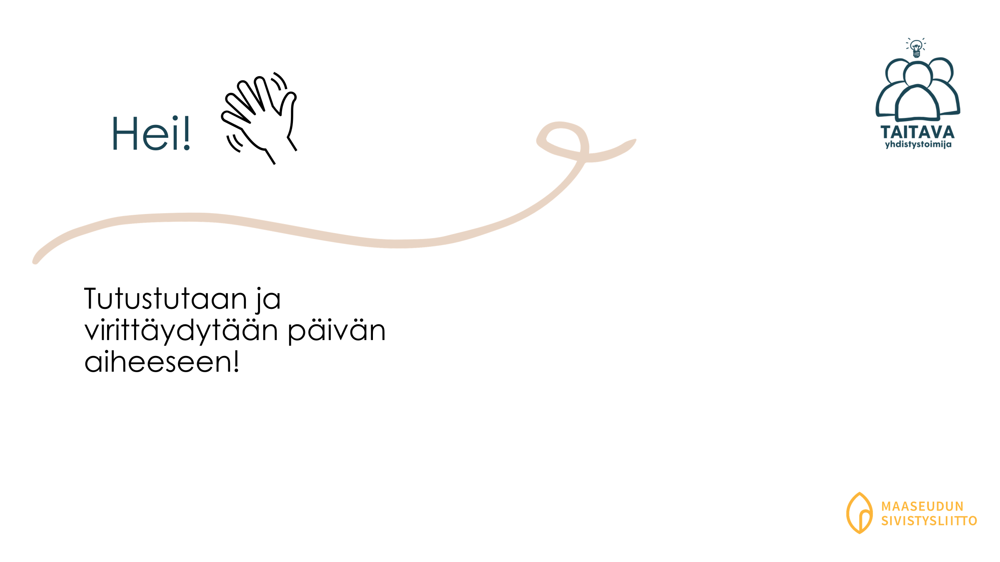 Hei!
TAITAVA
yhdistystoimija
Tutustutaan ja
virittäydytään päivän
aiheeseen!
MAASEUDUN
SIVISTYSLIITTO